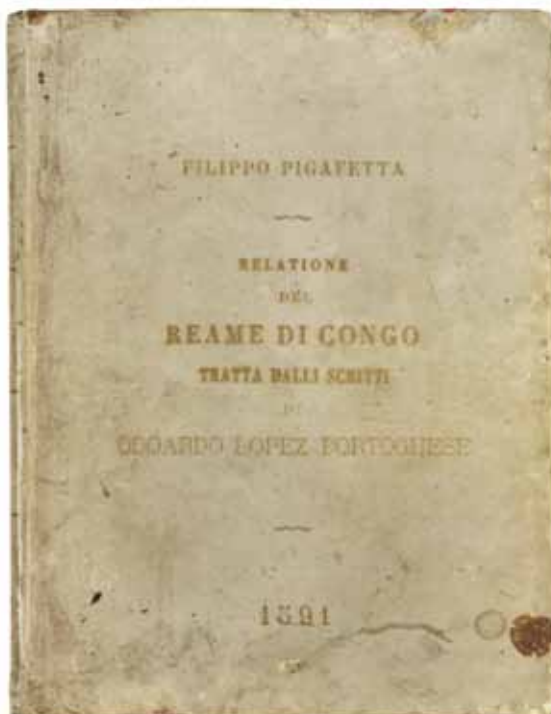 FILIPPO PIGAFETTA
RELATIONE
DEL
REAME DI CONGO
TRATTA DALLI SCRITTI
DI
ODOARDO LOPEZ PORTOGHESE
1591